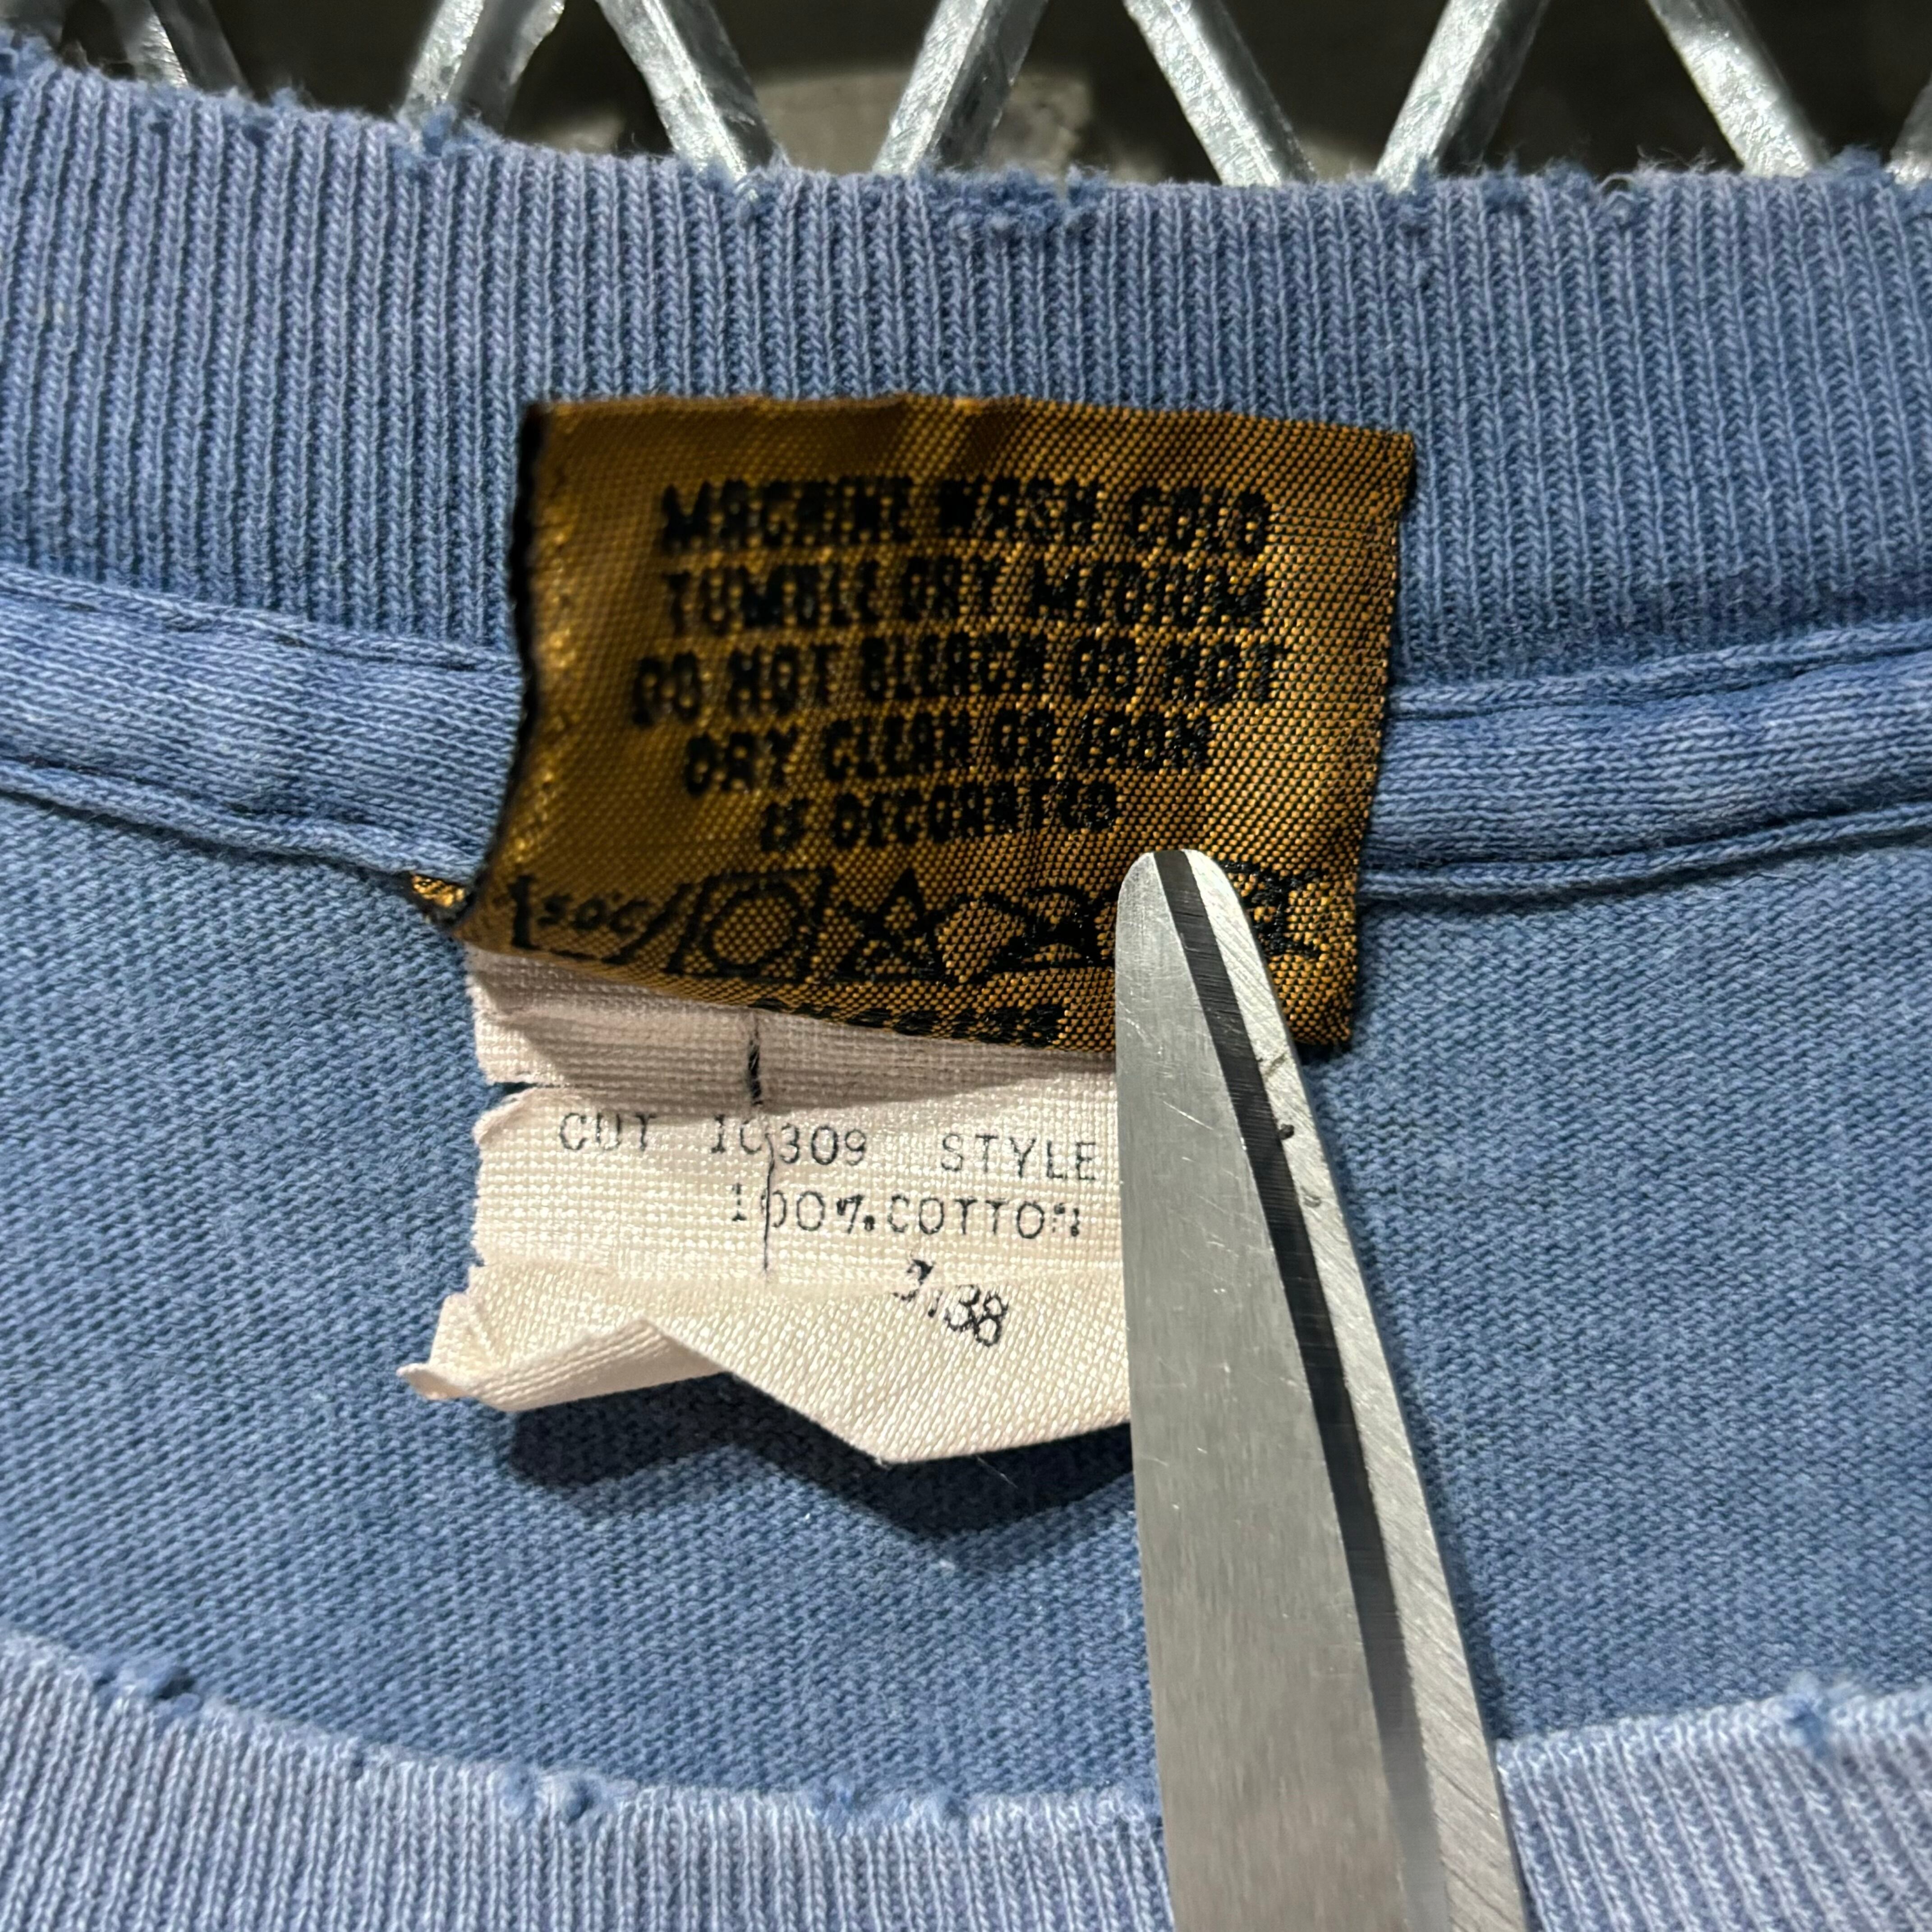 MACHINE WASH COLD
TUMBLE DRY MEDIUM
DO NOT BLEACH DO NOT
DRY CLEAN OR IRON
IF DECORATED
50°C
CUT 10309 STYLE
100%COTTON